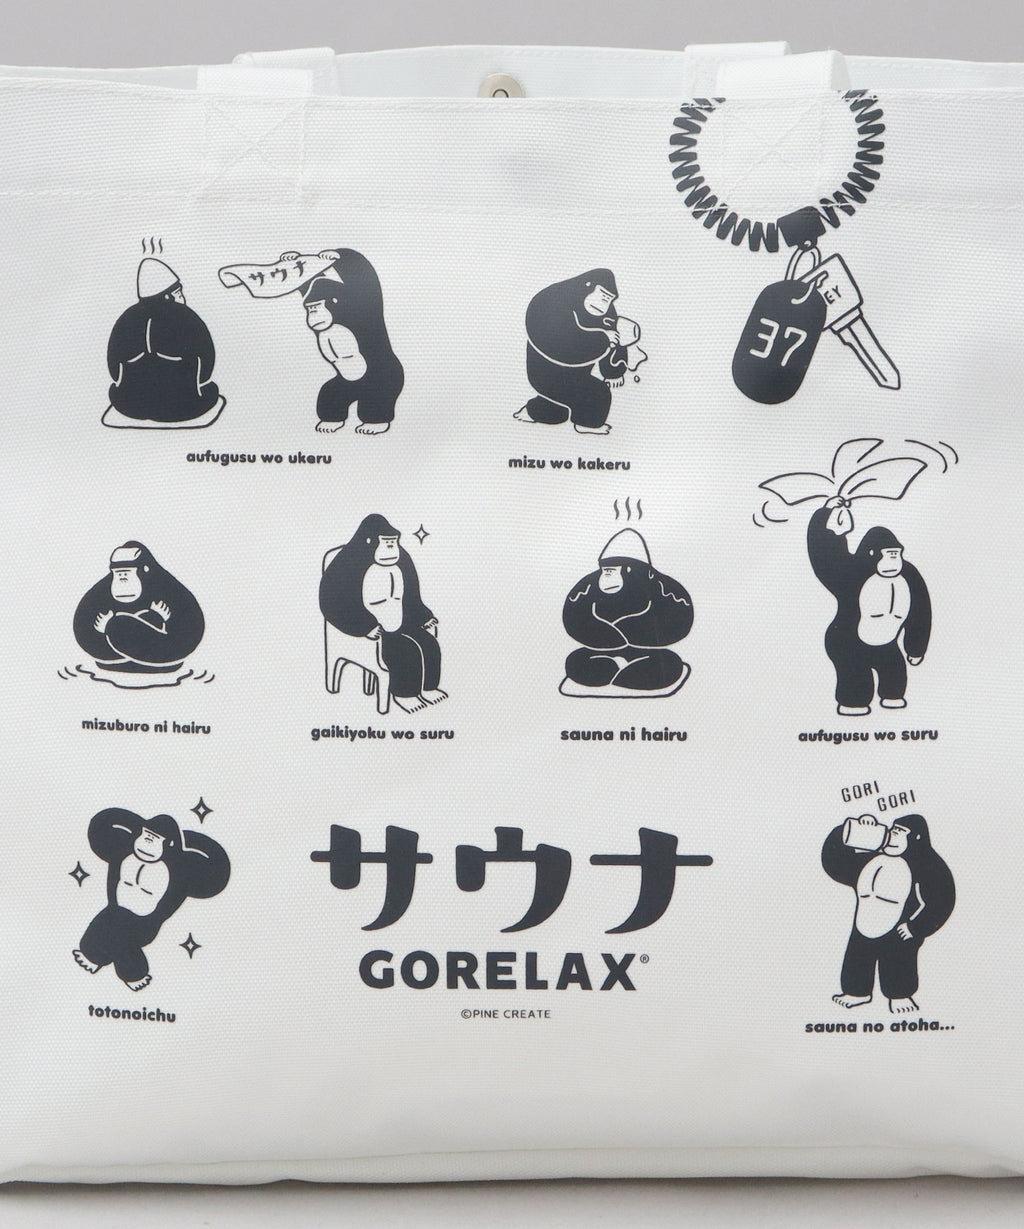 サウナ
EY
37
aufugusu wo ukeru
mizu wo kakeru
mizuburo ni hairu
gaikiyoku wo suru
sauna ni hairu
aufugusu wo suru
GORI
GORI
サウナ
GORELAX®
©PINE CREATE
totonoichu
sauna no atoha...